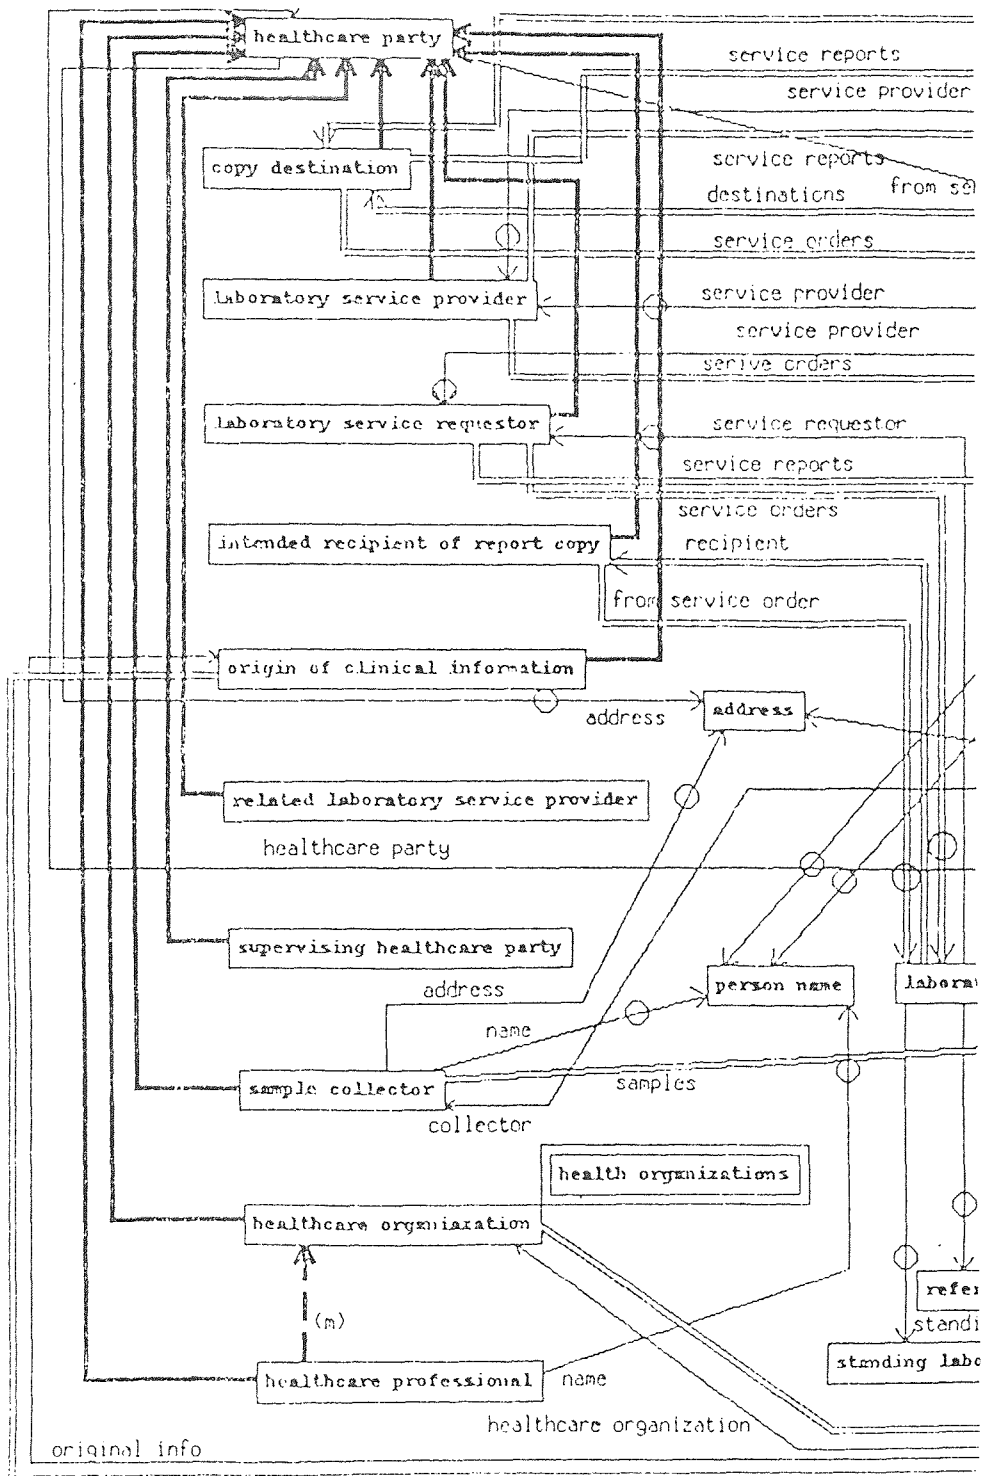 healthcare party
service reports
service provider
copy destination
service reports
from se
destinations
service orders
laboratory service provider
service provider
service provider
serive orders
laboratory service requestor
service requestor
service reports
service orders
intended recipient of report copy
recipient
from service order
origin of clinical information
address
address
related laboratory service provider
healthcare party
supervising healthcare party
person name
labora
address
name
sample collector
samples
collector
health organizations
healthcare organiaxation
refer
(m)
standi
standing labo
healthcare professional
name
healthcare organization
original info